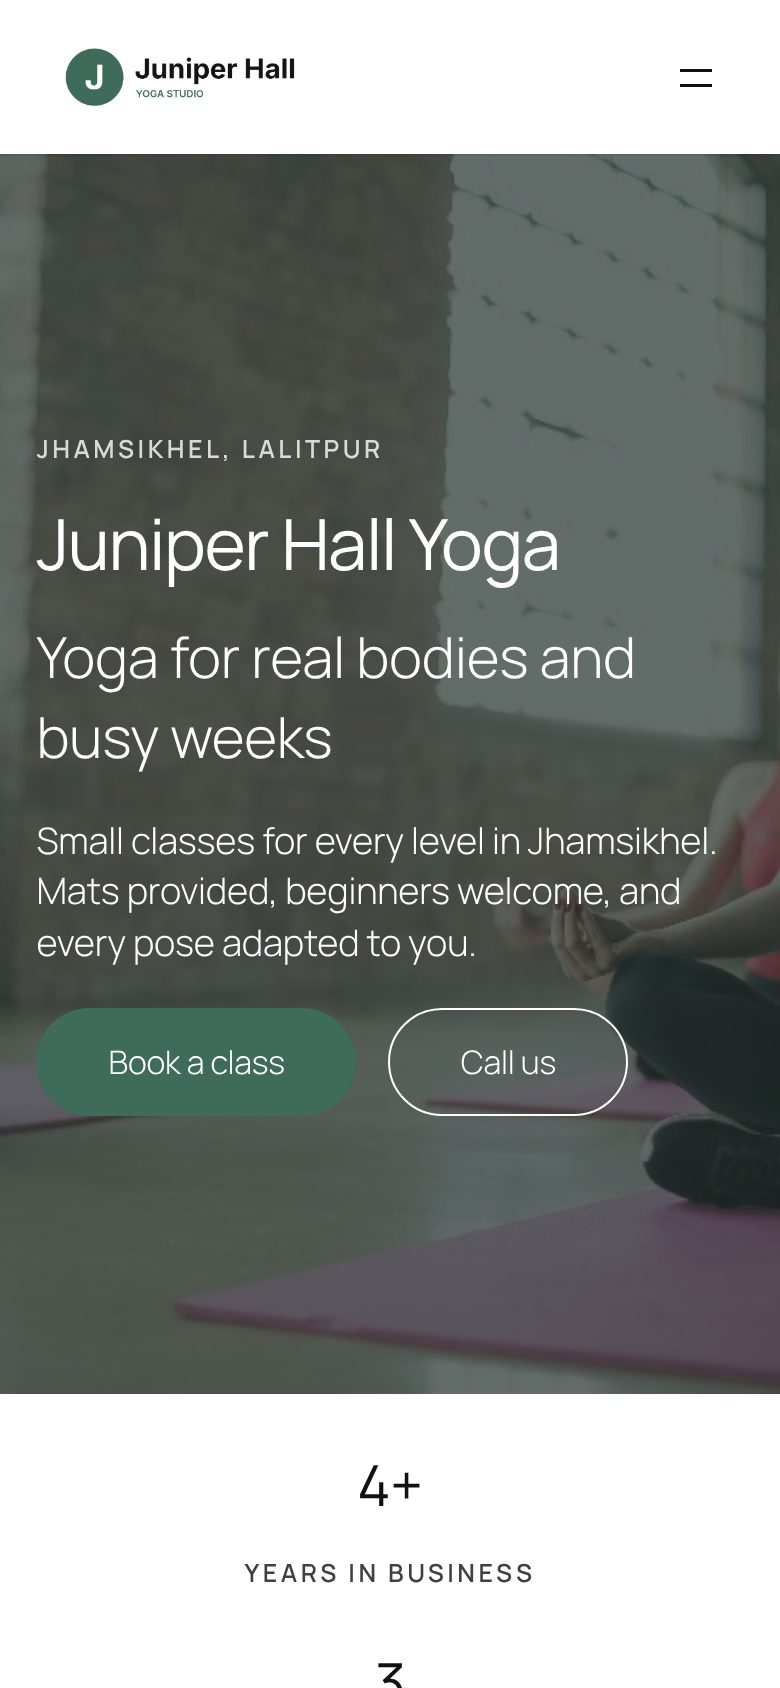 J
Juniper Hall
YOGA STUDIO
JHAMSIKHEL, LALITPUR
Juniper Hall Yoga
Yoga for real bodies and
busy weeks
Small classes for every level in Jhamsikhel.
Mats provided, beginners welcome, and
every pose adapted to you.
Book a class
Call us
4+
YEARS IN BUSINESS
3